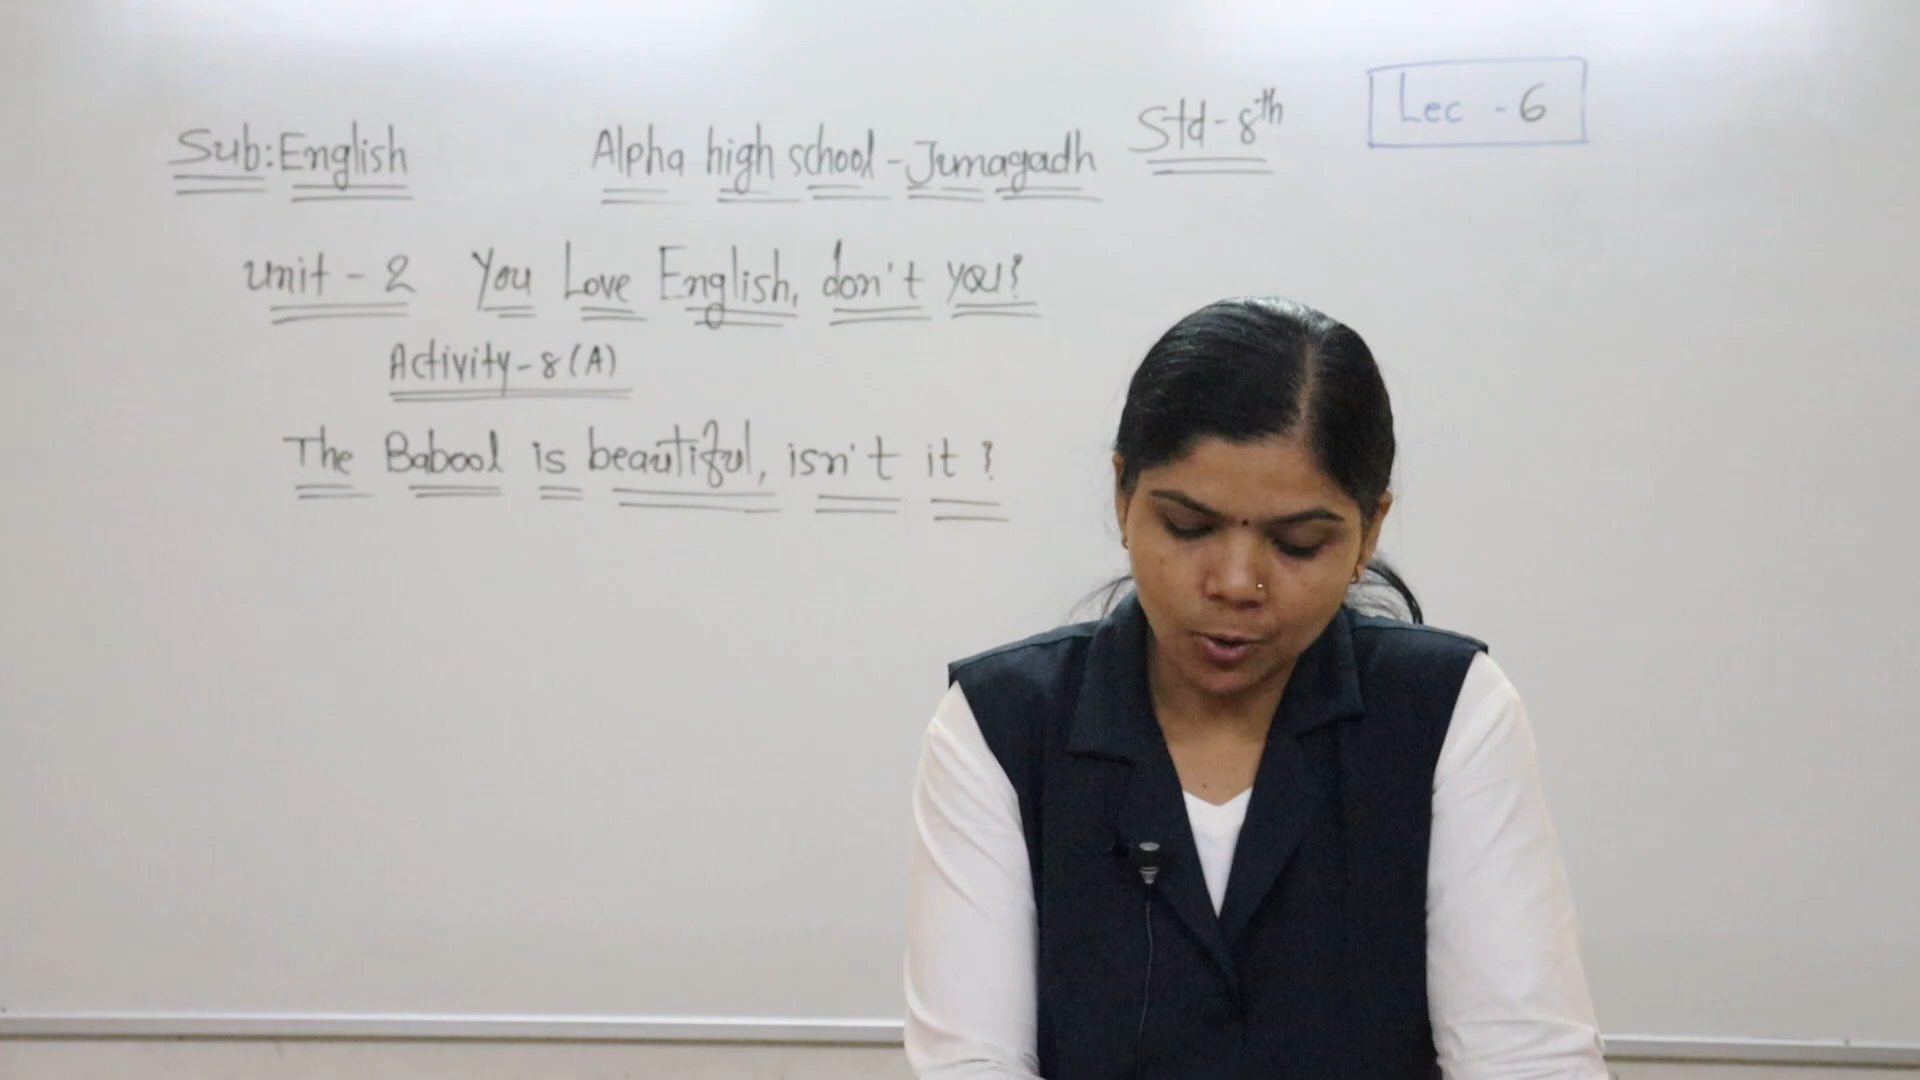 Sub: English Alpha high school - Junagadh Std - 8th Lec - 6
unit - 2 You Love English, don't you?
Activity - 8 (A)
The Babool is beautiful, isn't it ?